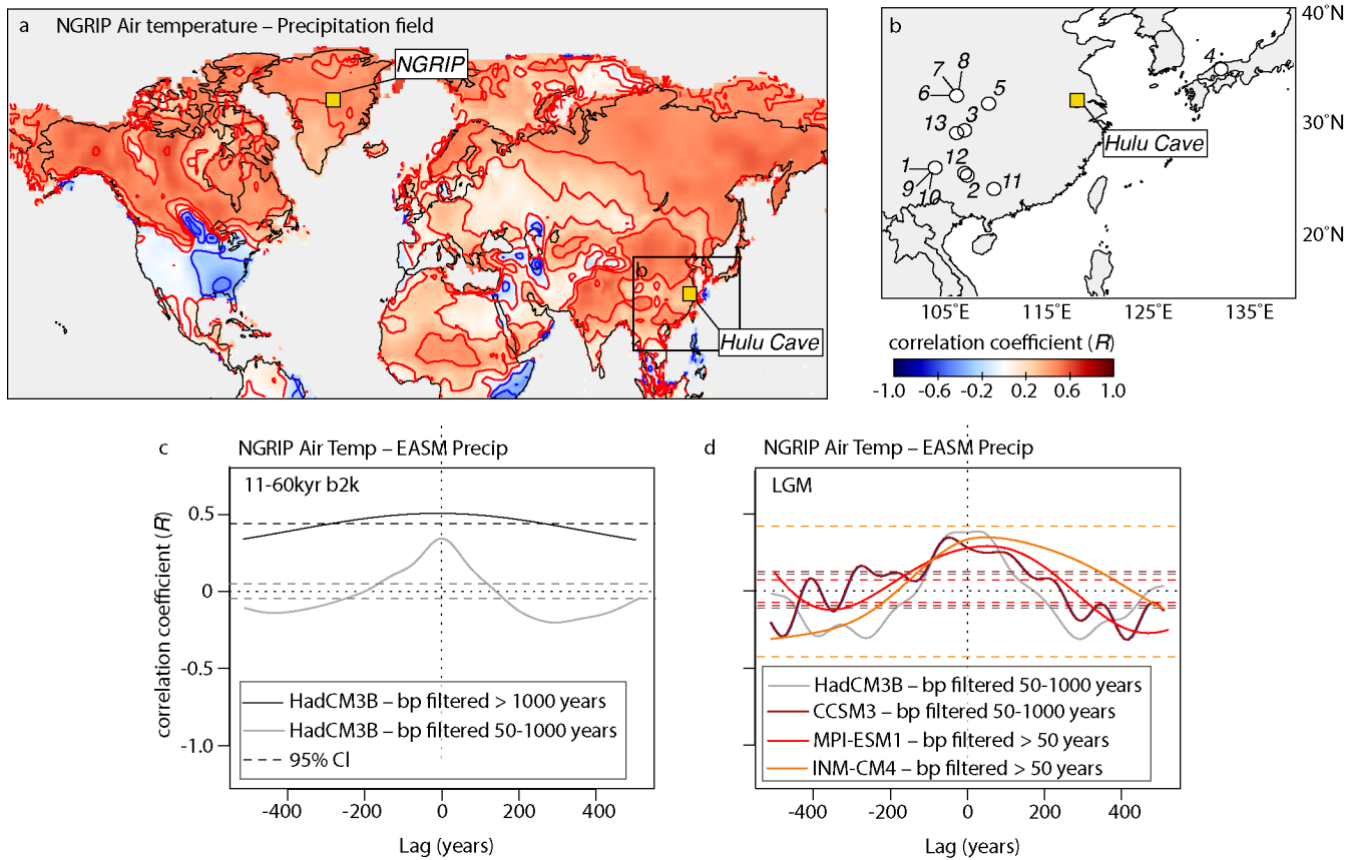 a NGRIP Air temperature – Precipitation field
NGRIP
b
Hulu Cave
b
40°N
30°N
20°N
7 8
6
5
4
3
13
1
12
9
10
2
11
Hulu Cave
105°E 115°E 125°E 135°E
correlation coefficient (R)
-1.0 -0.6 -0.2 0.2 0.6 1.0
c NGRIP Air Temp – EASM Precip
11-60kyr b2k
correlation coefficient (R)
0.5
0
-0.5
-1.0
HadCM3B – bp filtered > 1000 years
HadCM3B – bp filtered 50-1000 years
95% CI
-400 -200 0 200 400
Lag (years)
d NGRIP Air Temp – EASM Precip
LGM
HadCM3B – bp filtered 50-1000 years
CCSM3 – bp filtered 50-1000 years
MPI-ESM1 – bp filtered > 50 years
INM-CM4 – bp filtered > 50 years
-400 -200 0 200 400
Lag (years)